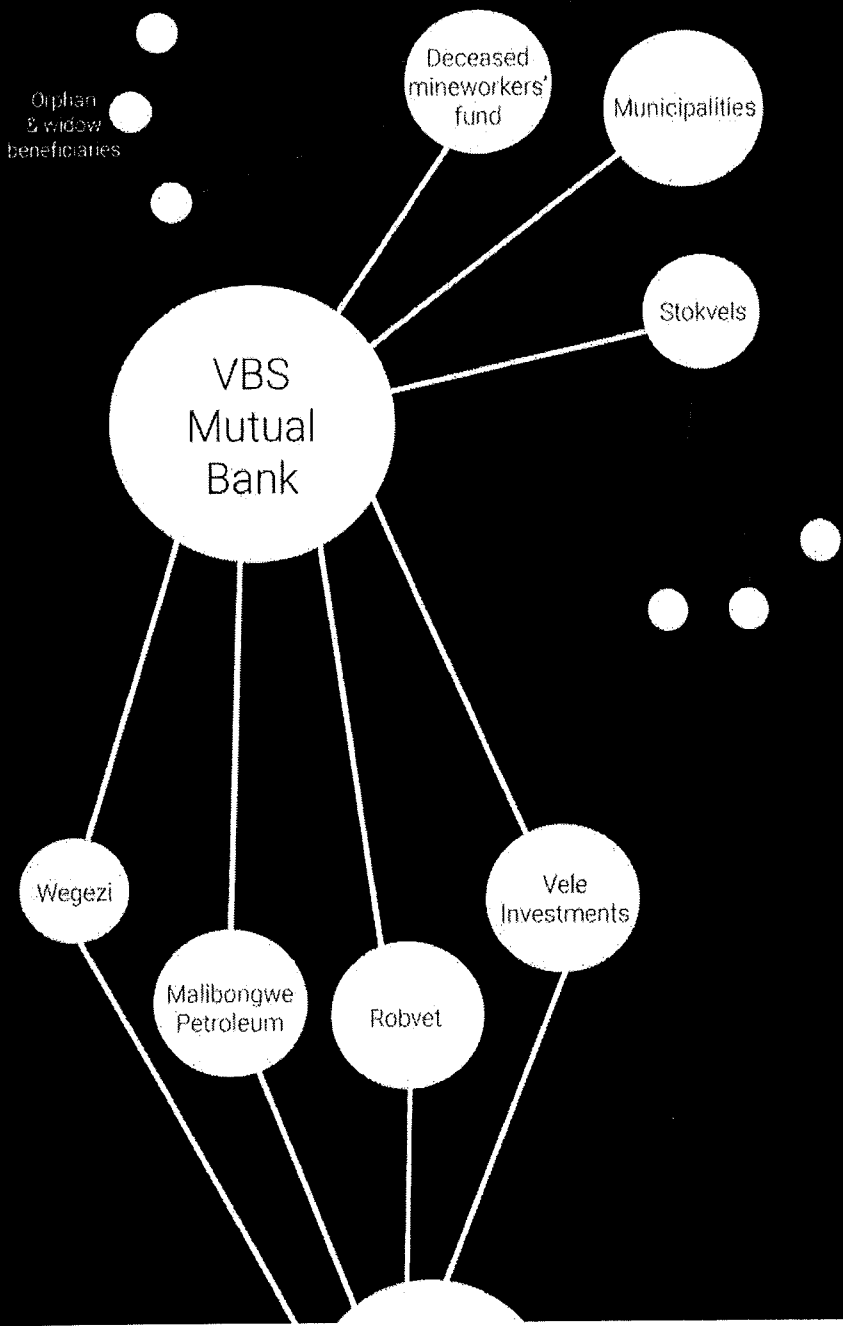 Orphan
& widow
beneficiaries
Deceased
mineworkers'
fund
Municipalities
Stokvels
VBS
Mutual
Bank
Wegezi
Vele
Investments
Malibongwe
Petroleum
Robvet